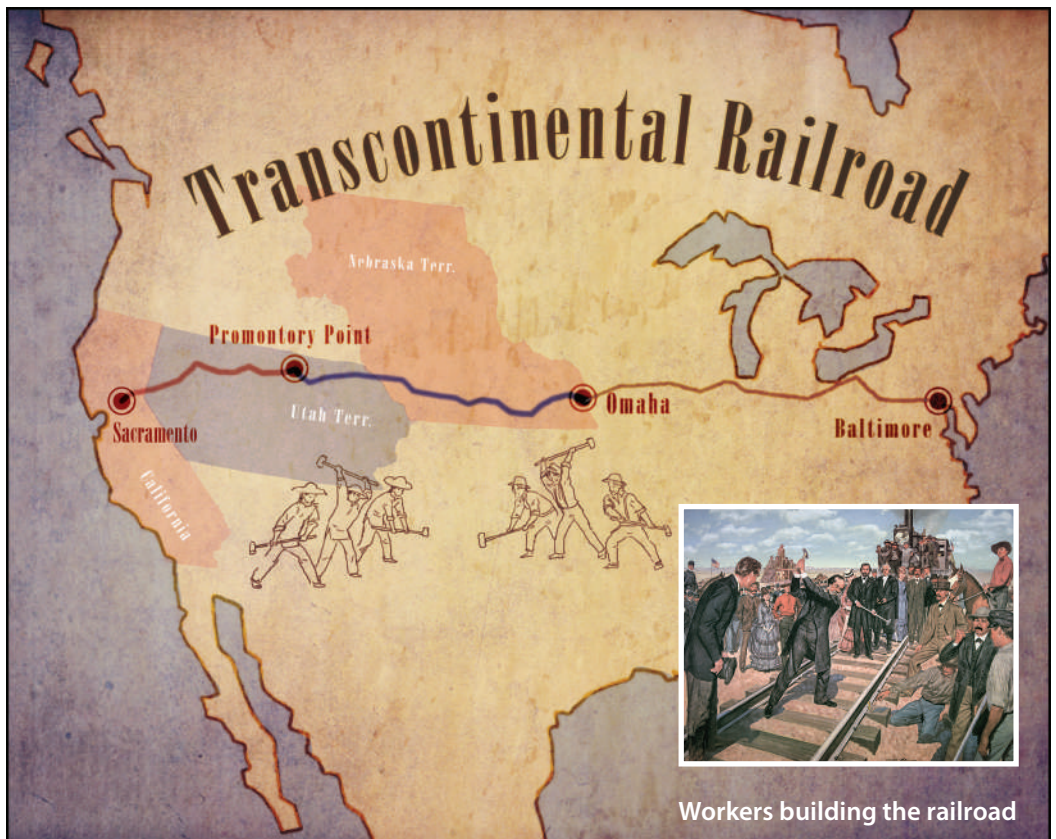 Transcontinental Railroad
Nebraska Terr.
Promontory Point
Utah Terr.
Omaha
Sacramento
Baltimore
California
Workers building the railroad